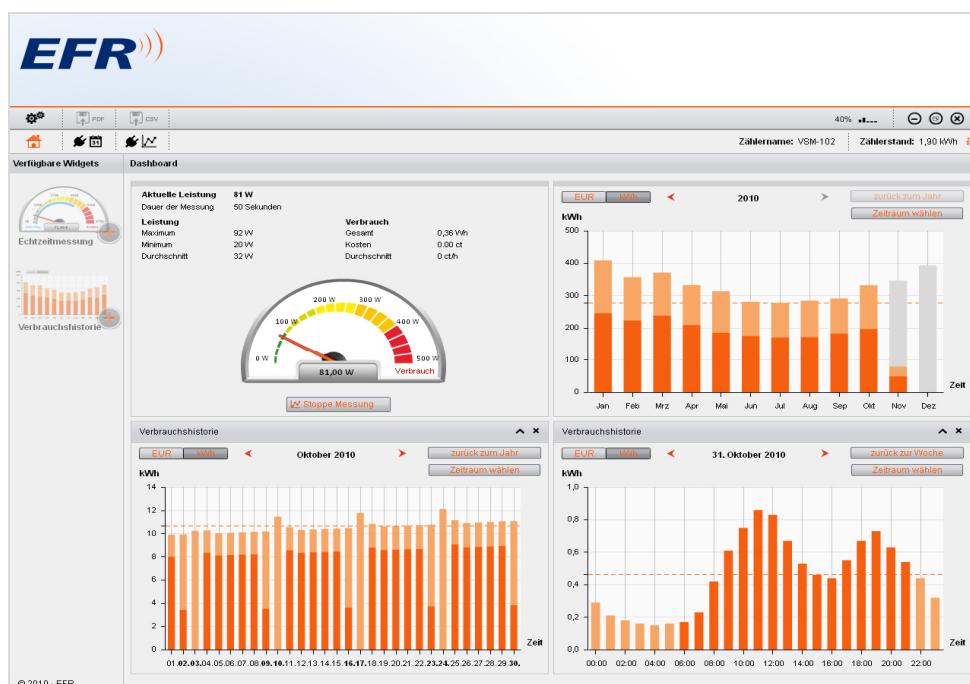 EFR
PDF
CSV
40%
Zählername: VSM-102 Zählerstand: 1,90 kWh
Verfügbare Widgets
Dashboard
Echtzeitmessung
Verbrauchshistorie
Aktuelle Leistung 81 W
Dauer der Messung 50 Sekunden
Leistung Verbrauch
Maximum 92 W Gesamt 0,36 Wh
Minimum 20 W Kosten 0.00 ct
Durchschnitt 32 W Durchschnitt 0 ct/h
0 W 100 W 200 W 300 W 400 W 500 W
81,00 W
Verbrauch
Stoppe Messung
EUR kWh 2010 zurück zum Jahr
Zeitraum wählen
kWh
500
400
300
200
100
0
Zeit
Jan Feb Mrz Apr Mai Jun Jul Aug Sep Okt Nov Dez
Verbrauchshistorie
EUR kWh Oktober 2010 zurück zum Jahr
Zeitraum wählen
kWh
14
12
10
8
6
4
2
0
Zeit
01.02.03.04.05.06.07.08.09.10.11.12.13.14.15.16.17.18.19.20.21.22.23.24.25.26.27.28.29.30.
Verbrauchshistorie
EUR kWh 31. Oktober 2010 zurück zur Woche
Zeitraum wählen
kWh
1,0
0,8
0,6
0,4
0,2
0,0
Zeit
00:00 02:00 04:00 06:00 08:00 10:00 12:00 14:00 16:00 18:00 20:00 22:00
© 2010 - EFR